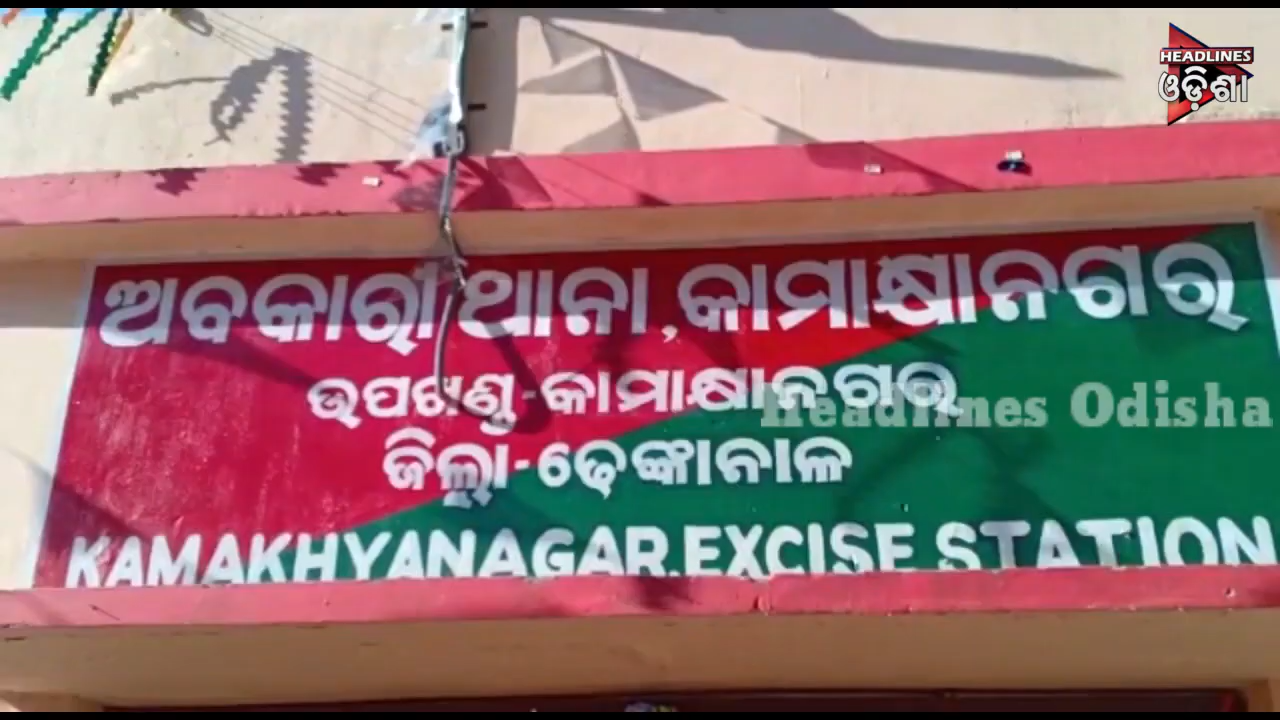 HEADLINES
ଓଡ଼ିଶା
ଅବକାରୀ ଥାନା, କାମାକ୍ଷାନଗର
ଉପଖଣ୍ଡ-କାମାକ୍ଷାନଗର
Headlines Odisha
ଜିଲ୍ଲା-ଢେଙ୍କାନାଳ
KAMAKHYANAGAR.EXCISE STATION